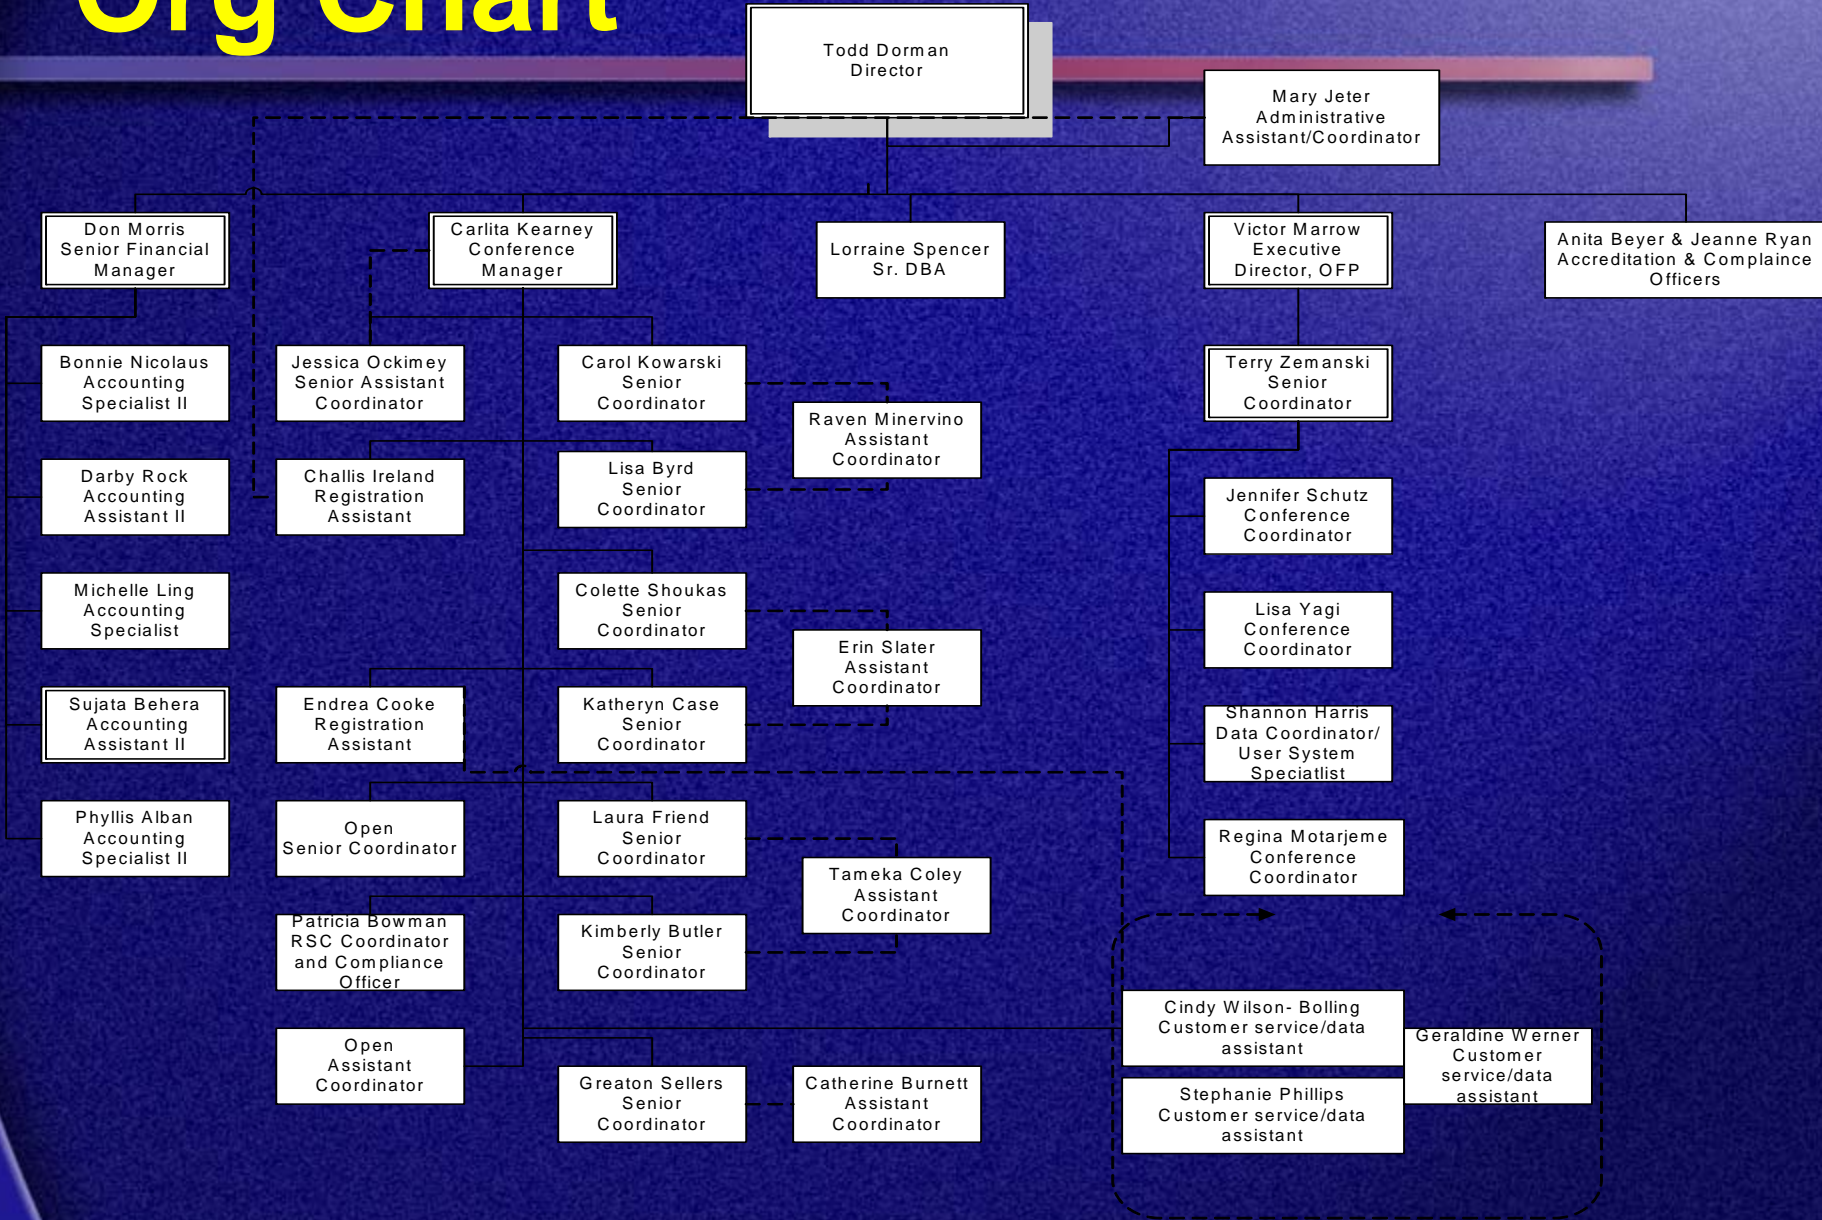 Org Chart
Todd Dorman
Director
Mary Jeter
Administrative
Assistant/Coordinator
Don Morris
Senior Financial
Manager
Carlita Kearney
Conference
Manager
Lorraine Spencer
Sr. DBA
Victor Marrow
Executive
Director, OFP
Anita Beyer & Jeanne Ryan
Accreditation & Complaince
Officers
Bonnie Nicolaus
Accounting
Specialist II
Jessica Ockimey
Senior Assistant
Coordinator
Carol Kowarski
Senior
Coordinator
Raven Minervino
Assistant
Coordinator
Terry Zemanski
Senior
Coordinator
Darby Rock
Accounting
Assistant II
Challis Ireland
Registration
Assistant
Lisa Byrd
Senior
Coordinator
Jennifer Schutz
Conference
Coordinator
Michelle Ling
Accounting
Specialist
Colette Shoukas
Senior
Coordinator
Erin Slater
Assistant
Coordinator
Lisa Yagi
Conference
Coordinator
Sujata Behera
Accounting
Assistant II
Endrea Cooke
Registration
Assistant
Katheryn Case
Senior
Coordinator
Shannon Harris
Data Coordinator/
User System
Speciatlist
Phyllis Alban
Accounting
Specialist II
Open
Senior Coordinator
Laura Friend
Senior
Coordinator
Tameka Coley
Assistant
Coordinator
Regina Motarjeme
Conference
Coordinator
Patricia Bowman
RSC Coordinator
and Compliance
Officer
Kimberly Butler
Senior
Coordinator
Open
Assistant
Coordinator
Greaton Sellers
Senior
Coordinator
Catherine Burnett
Assistant
Coordinator
Cindy Wilson- Bolling
Customer service/data
assistant
Geraldine Werner
Customer
service/data
assistant
Stephanie Phillips
Customer service/data
assistant